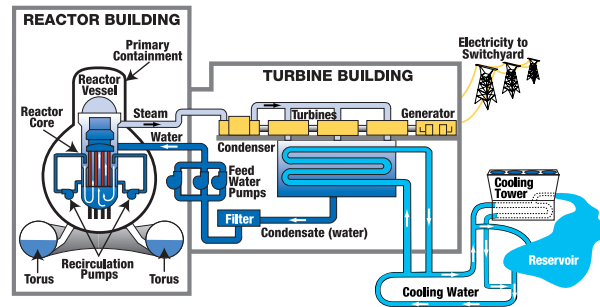 REACTOR BUILDING
Primary
Containment
Reactor
Vessel
Reactor
Core
Steam
Water
TURBINE BUILDING
Turbines
Generator
Condenser
Electricity to
Switchyard
Feed
Water
Pumps
Filter
Condensate (water)
Cooling
Tower
Reservoir
Cooling Water
Torus
Recirculation
Pumps
Torus